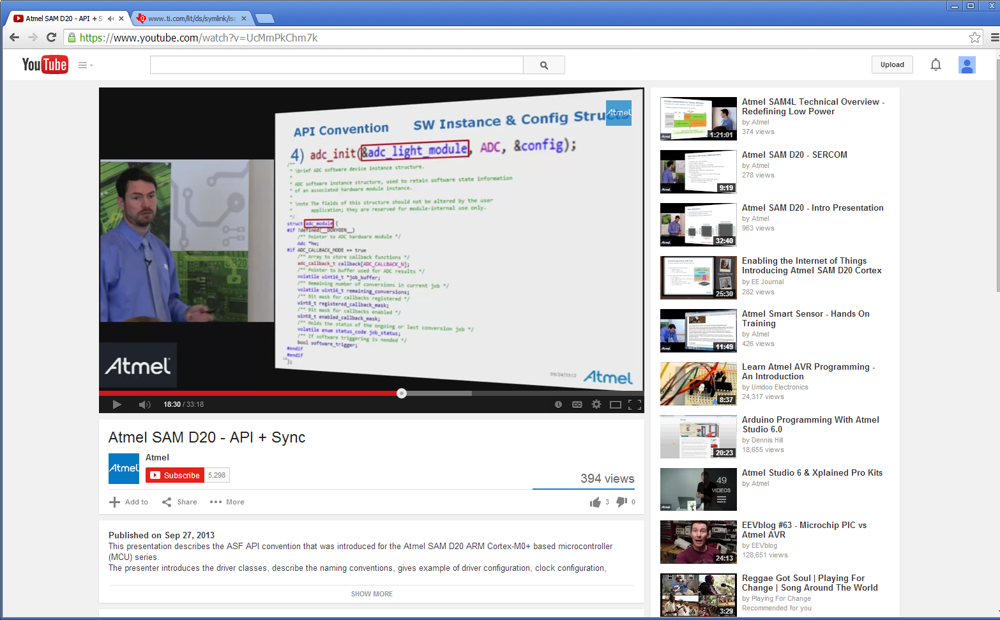 Atmel SAM D20 - API + S
www.ti.com/lit/ds/symlink/iso
https://www.youtube.com/watch?v=UcMmPkChm7k
YouTube
Upload
Atmel
API Convention SW Instance & Config Structs
4) adc_init(&adc_light_module, ADC, &config);
/**
* \brief ADC software device instance structure.
*
* ADC software instance structure, used to retain software state information
* of an associated hardware module instance.
*
* \note The fields of this structure should not be altered by the user
* application; they are reserved for module-internal use only.
*/
struct adc_module {
#if !defined(__DOXYGEN__)
/** Pointer to ADC hardware module */
Adc *hw;
#if ADC_CALLBACK_MODE == true
/** Array to store callback functions */
adc_callback_t callback[ADC_CALLBACK_N];
/** Pointer to buffer used for ADC results */
volatile uint16_t *job_buffer;
/** Remaining number of conversions in current job */
volatile uint16_t remaining_conversions;
/** Bit mask for callbacks registered */
uint8_t registered_callback_mask;
/** Bit mask for callbacks enabled */
uint8_t enabled_callback_mask;
/** Holds the status of the ongoing or last conversion job */
volatile enum status_code job_status;
/** If software triggering is needed */
bool software_trigger;
#endif
#endif
};
09/24/2012 Atmel
Atmel
18:30 / 33:18
CC
Atmel SAM D20 - API + Sync
Atmel
Atmel
Subscribe 5,298
394 views
Add to Share More
3 0
Published on Sep 27, 2013
This presentation describes the ASF API convention that was introduced for the Atmel SAM D20 ARM Cortex-M0+ based microcontroller
(MCU) series.
The presenter introduces the driver classes, describe the naming conventions, gives example of driver configuration, clock configuration,
SHOW MORE
Atmel SAM4L Technical Overview -
Redefining Low Power
by Atmel
374 views
1:21:01
Atmel SAM D20 - SERCOM
by Atmel
278 views
9:19
Atmel SAM D20 - Intro Presentation
by Atmel
963 views
32:40
Enabling the Internet of Things
Introducing Atmel SAM D20 Cortex
by EE Journal
282 views
25:30
Atmel Smart Sensor - Hands On
Training
by Atmel
426 views
11:49
Learn Atmel AVR Programming -
An Introduction
by Umdoo Electronics
24,317 views
8:37
Arduino Programming With Atmel
Studio 6.0
by Dennis Hill
18,655 views
20:23
Atmel Studio 6 & Xplained Pro Kits
by Atmel
49
VIDEOS
EEVblog #63 - Microchip PIC vs
Atmel AVR
by EEVblog
128,651 views
24:13
Reggae Got Soul | Playing For
Change | Song Around The World
by Playing For Change
Recommended for you
3:29